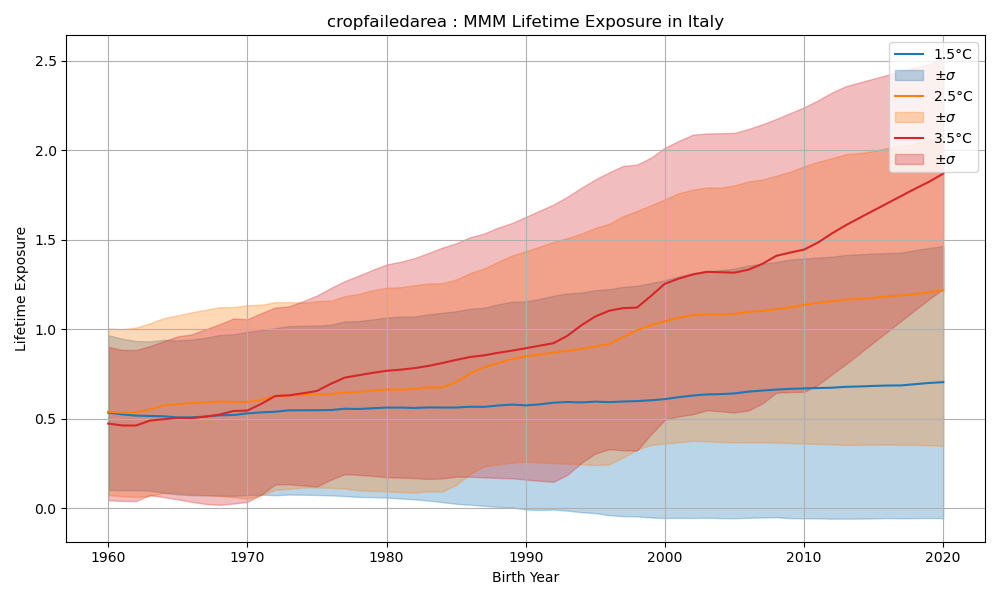 cropfailedarea : MMM Lifetime Exposure in Italy
1.5°C
±σ
2.5°C
±σ
3.5°C
±σ
Lifetime Exposure
2.5
2.0
1.5
1.0
0.5
0.0
1960 1970 1980 1990 2000 2010 2020
Birth Year